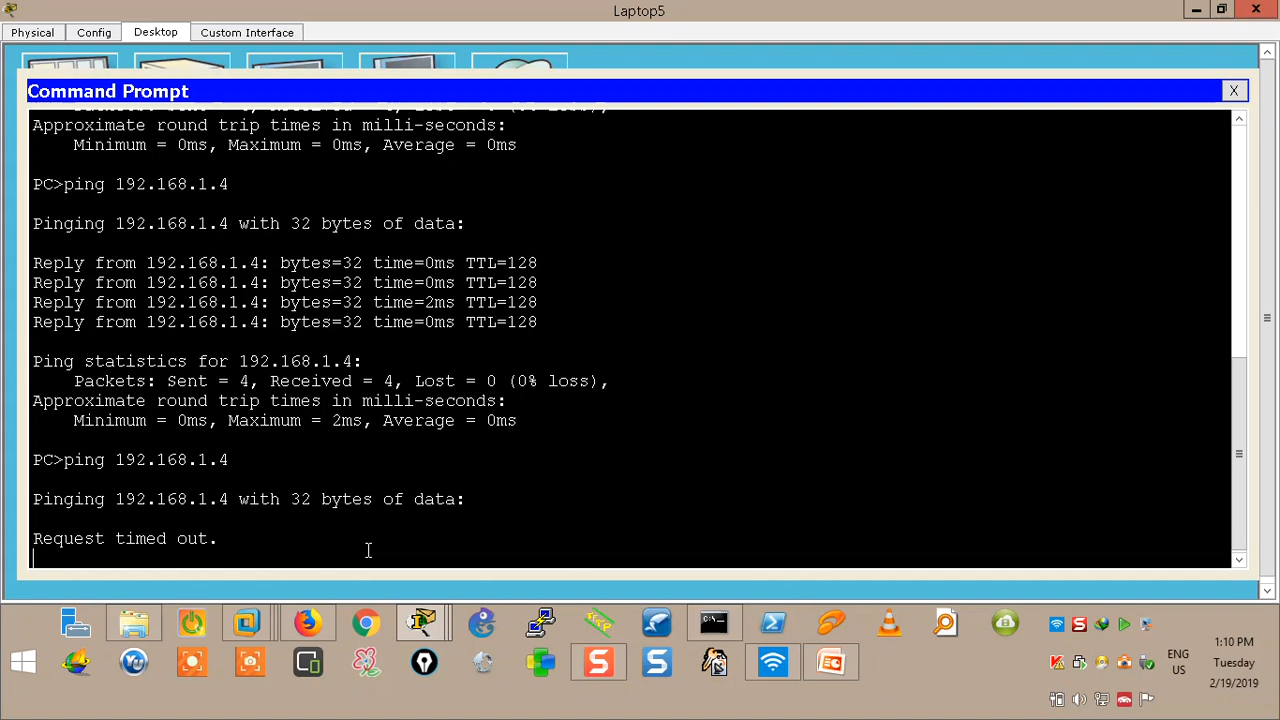 Laptop5
Physical Config Desktop Custom Interface
Command Prompt X
Approximate round trip times in milli-seconds:
Minimum = 0ms, Maximum = 0ms, Average = 0ms
PC>ping 192.168.1.4
Pinging 192.168.1.4 with 32 bytes of data:
Reply from 192.168.1.4: bytes=32 time=0ms TTL=128
Reply from 192.168.1.4: bytes=32 time=0ms TTL=128
Reply from 192.168.1.4: bytes=32 time=2ms TTL=128
Reply from 192.168.1.4: bytes=32 time=0ms TTL=128
Ping statistics for 192.168.1.4:
Packets: Sent = 4, Received = 4, Lost = 0 (0% loss),
Approximate round trip times in milli-seconds:
Minimum = 0ms, Maximum = 2ms, Average = 0ms
PC>ping 192.168.1.4
Pinging 192.168.1.4 with 32 bytes of data:
Request timed out.
ENG
US
1:10 PM
Tuesday
2/19/2019